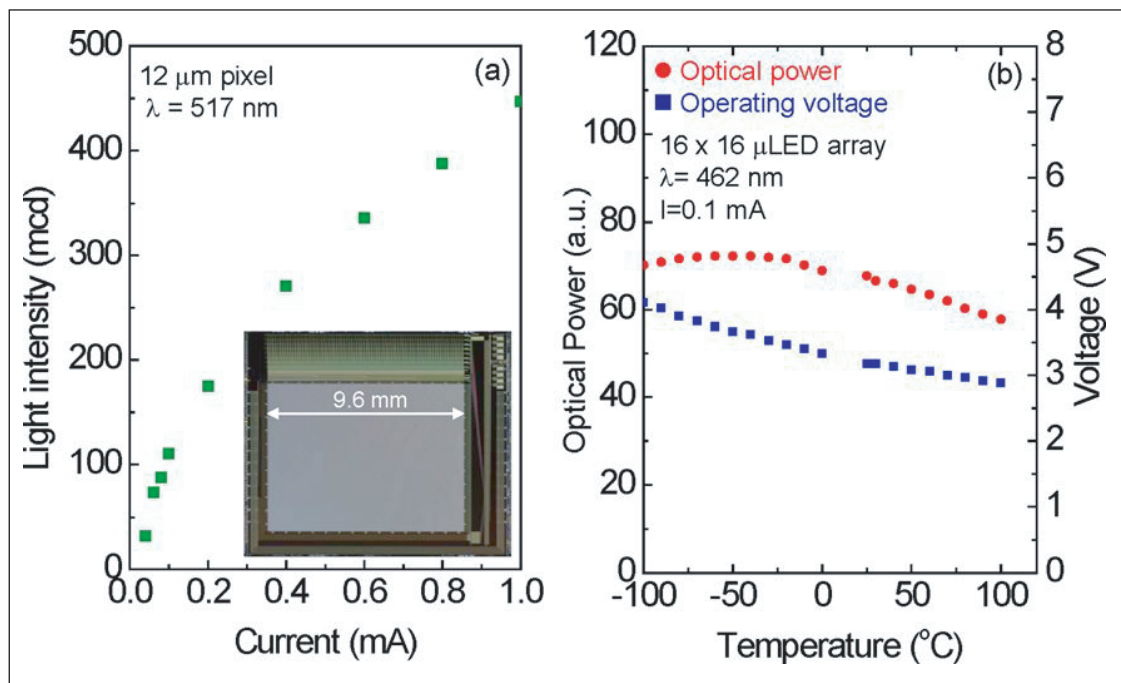 (a)
12 μm pixel
λ = 517 nm
500
400
300
200
100
0
Light intensity (mcd)
9.6 mm
0.0 0.2 0.4 0.6 0.8 1.0
Current (mA)
(b)
Optical power
Operating voltage
16 x 16 μLED array
λ= 462 nm
I=0.1 mA
120
100
80
60
40
20
0
Optical Power (a.u.)
8
7
6
5
4
3
2
1
0
Voltage (V)
-100 -50 0 50 100
Temperature (°C)